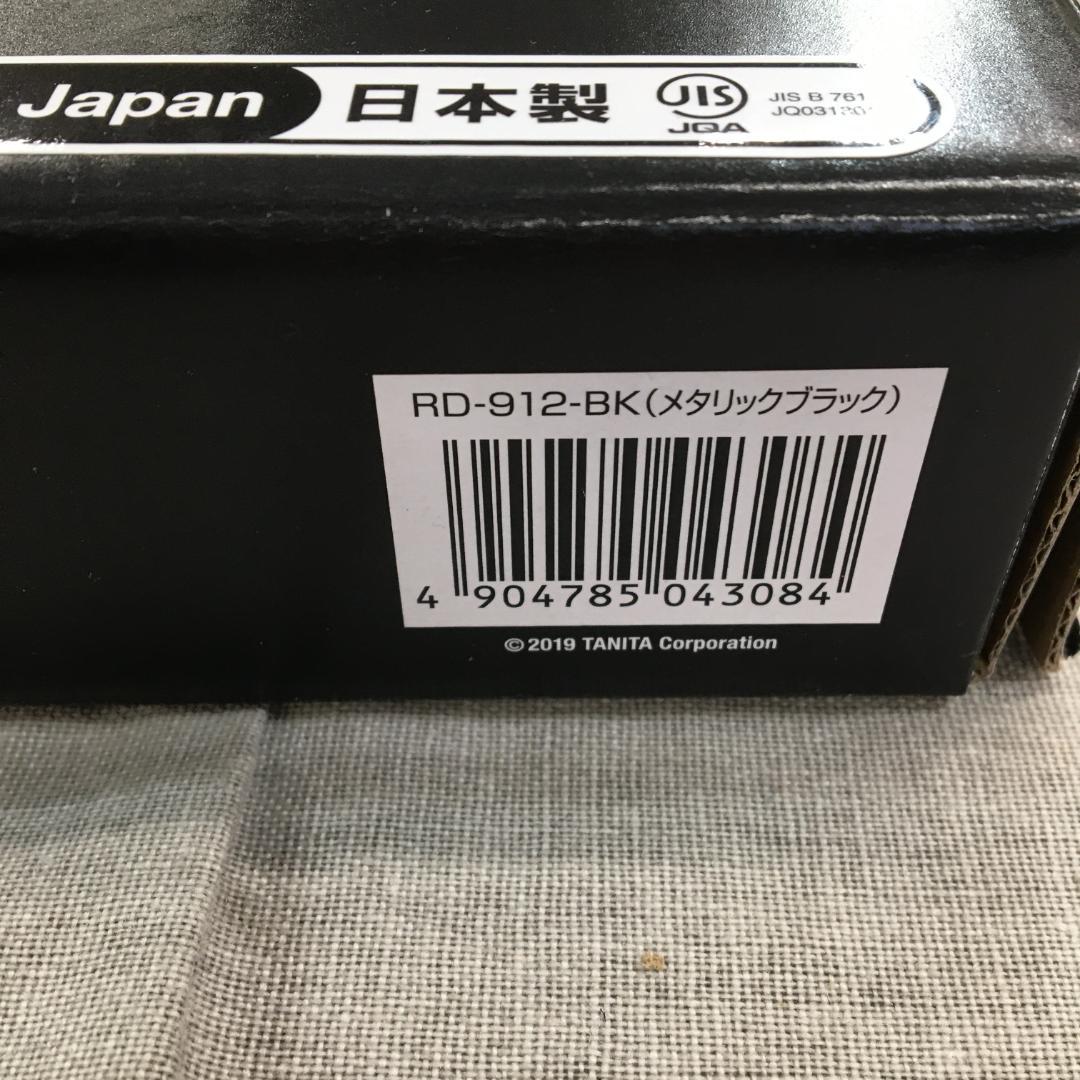 Japan 日本製
JIS
JQA
JIS B 761
RD-912-BK(メタリックブラック)
4 904785 043084
©2019 TANITA Corporation